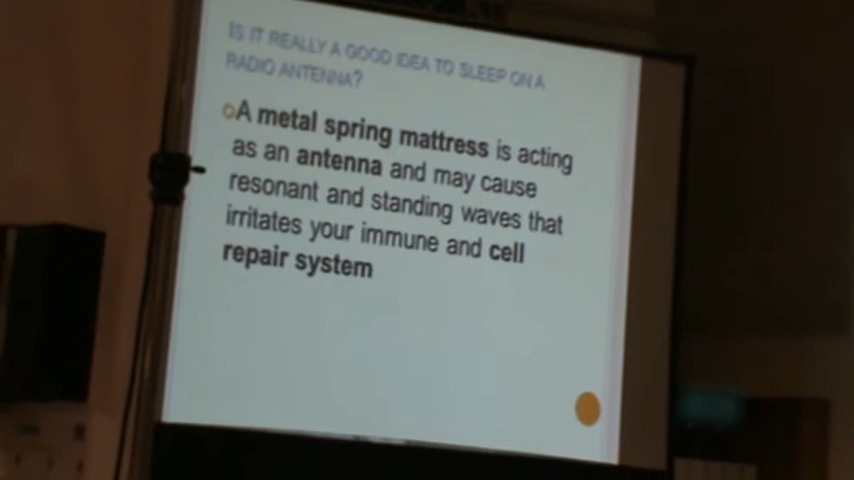 IS IT REALLY A GOOD IDEA TO SLEEP ON A
RADIO ANTENNA?
A metal spring mattress is acting
as an antenna and may cause
resonant and standing waves that
irritates your immune and cell
repair system